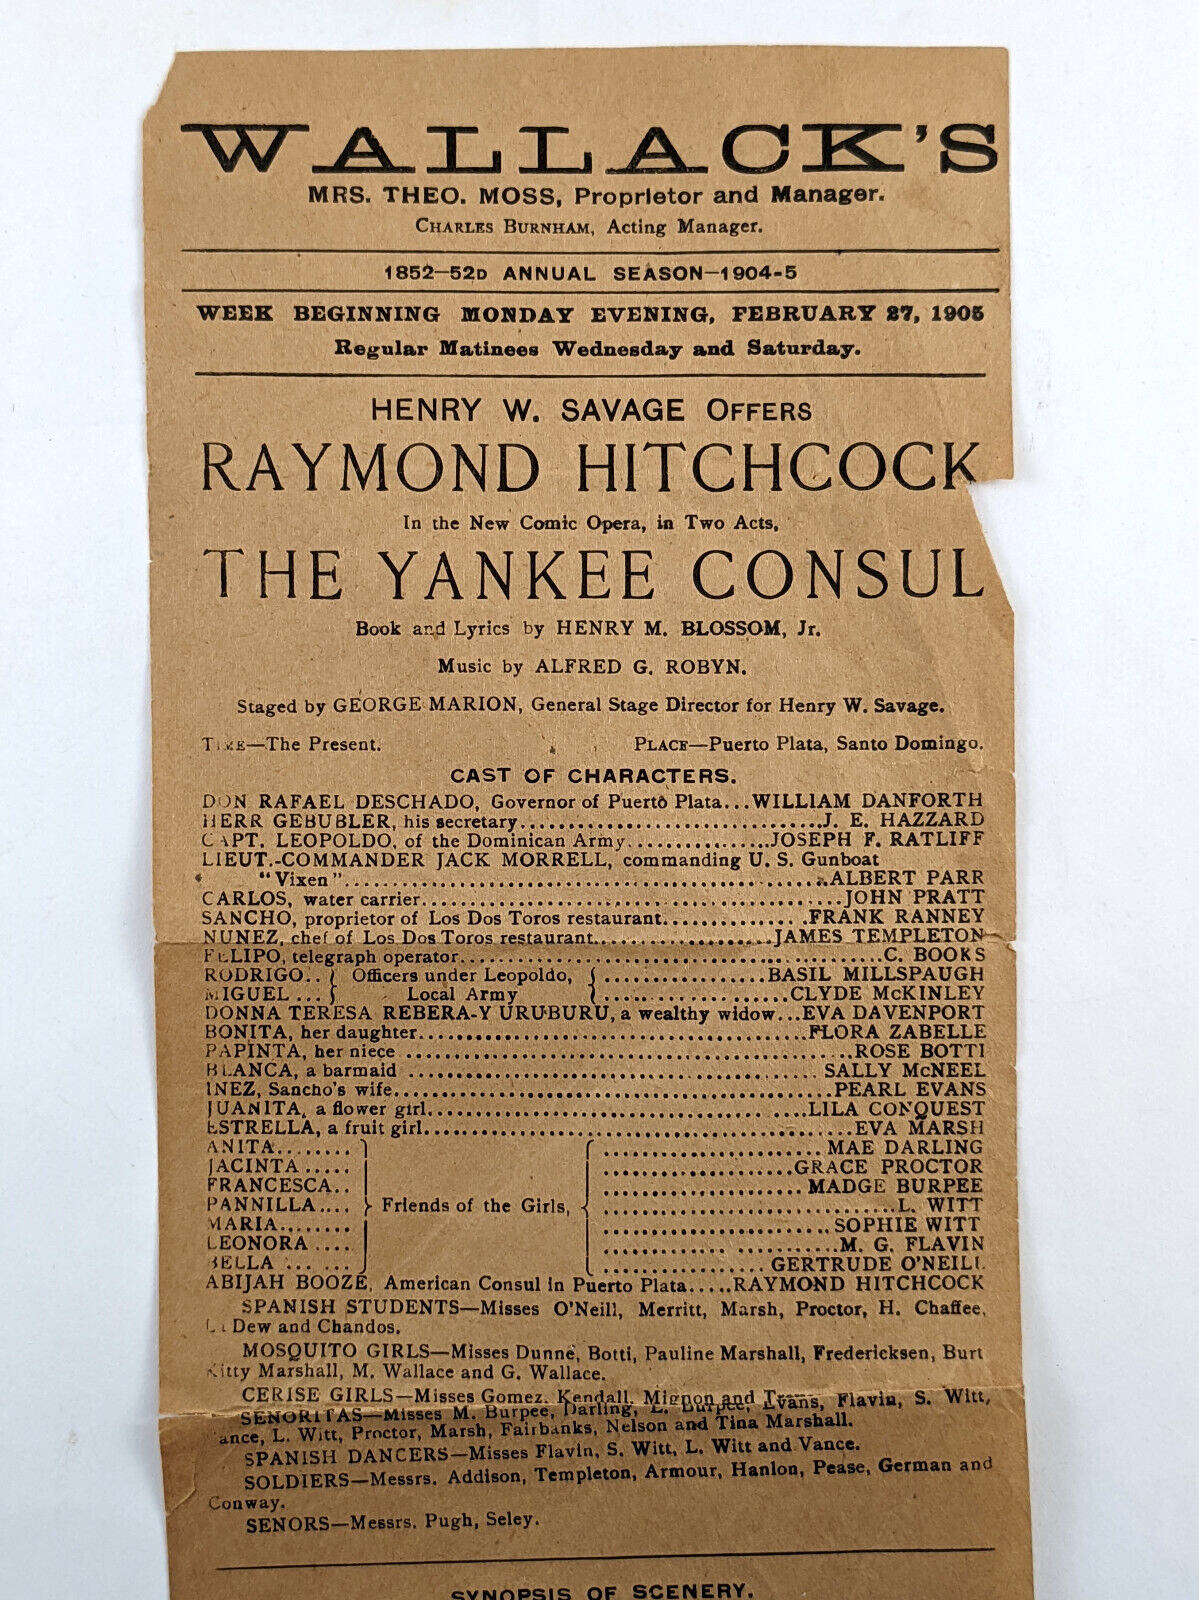 WALLACK'S
MRS. THEO. MOSS, Proprietor and Manager.
CHARLES BURNHAM, Acting Manager.
1852—52D ANNUAL SEASON—1904-5
WEEK BEGINNING MONDAY EVENING, FEBRUARY 27, 1905
Regular Matinees Wednesday and Saturday.
HENRY W. SAVAGE OFFERS
RAYMOND HITCHCOCK
In the New Comic Opera, in Two Acts,
THE YANKEE CONSUL
Book and Lyrics by HENRY M. BLOSSOM, Jr.
Music by ALFRED G. ROBYN.
Staged by GEORGE MARION, General Stage Director for Henry W. Savage.
TIME—The Present. PLACE—Puerto Plata, Santo Domingo.
CAST OF CHARACTERS.
DON RAFAEL DESCHADO, Governor of Puerto Plata...WILLIAM DANFORTH
HERR GEBUBLER, his secretary................................J. E. HAZZARD
CAPT. LEOPOLDO, of the Dominican Army...............JOSEPH F. RATLIFF
LIEUT.-COMMANDER JACK MORRELL, commanding U. S. Gunboat
"Vixen"..................................................ALBERT PARR
CARLOS, water carrier..........................................JOHN PRATT
SANCHO, proprietor of Los Dos Toros restaurant...............FRANK RANNEY
NUNEZ, chef of Los Dos Toros restaurant...................JAMES TEMPLETON
FELIPO, telegraph operator..........................................C. BOOKS
RODRIGO.. } Officers under Leopoldo, { .................BASIL MILLSPAUGH
MIGUEL ... } Local Army { ...................CLYDE McKINLEY
DONNA TERESA REBERA-Y URUBURU, a wealthy widow...EVA DAVENPORT
BONITA, her daughter.......................................FLORA ZABELLE
PAPINTA, her niece .............................................ROSE BOTTI
BLANCA, a barmaid ......................................... SALLY McNEEL
INEZ, Sancho's wife............................................PEARL EVANS
JUANITA, a flower girl......................................LILA CONQUEST
ESTRELLA, a fruit girl...........................................EVA MARSH
ANITA........ } Friends of the Girls, { ...................... MAE DARLING
JACINTA ..... ...................GRACE PROCTOR
FRANCESCA.. .................... MADGE BURPEE
PANNILLA.... ..............................L. WITT
MARIA........ .......................SOPHIE WITT
LEONORA .... ........................M. G. FLAVIN
BELLA ... ... ................ GERTRUDE O'NEILL
ABIJAH BOOZE, American Consul in Puerto Plata.....RAYMOND HITCHCOCK
SPANISH STUDENTS—Misses O'Neill, Merritt, Marsh, Proctor, H. Chaffee,
Dew and Chandos.
MOSQUITO GIRLS—Misses Dunne, Botti, Pauline Marshall, Fredericksen, Burt
Kitty Marshall, M. Wallace and G. Wallace.
CERISE GIRLS—Misses Gomez, Kendall, Mignon and
SENORITAS—Misses M. Burpee, Darling, L. Burpee, Evans, Flavin, S. Witt,
ance, L. Witt, Proctor, Marsh, Fairbanks, Nelson and Tina Marshall.
SPANISH DANCERS—Misses Flavin, S. Witt, L. Witt and Vance.
SOLDIERS—Messrs. Addison, Templeton, Armour, Hanlon, Pease, German and
Conway.
SENORS—Messrs. Pugh, Seley.
SYNOPSIS OF SCENERY.